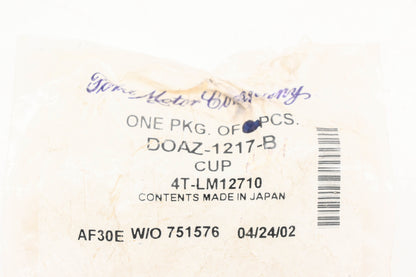 Motor Company
ONE PKG. OF PCS.
DOAZ-1217-B
CUP
4T-LM12710
CONTENTS MADE IN JAPAN
AF30E W/O 751576 04/24/02